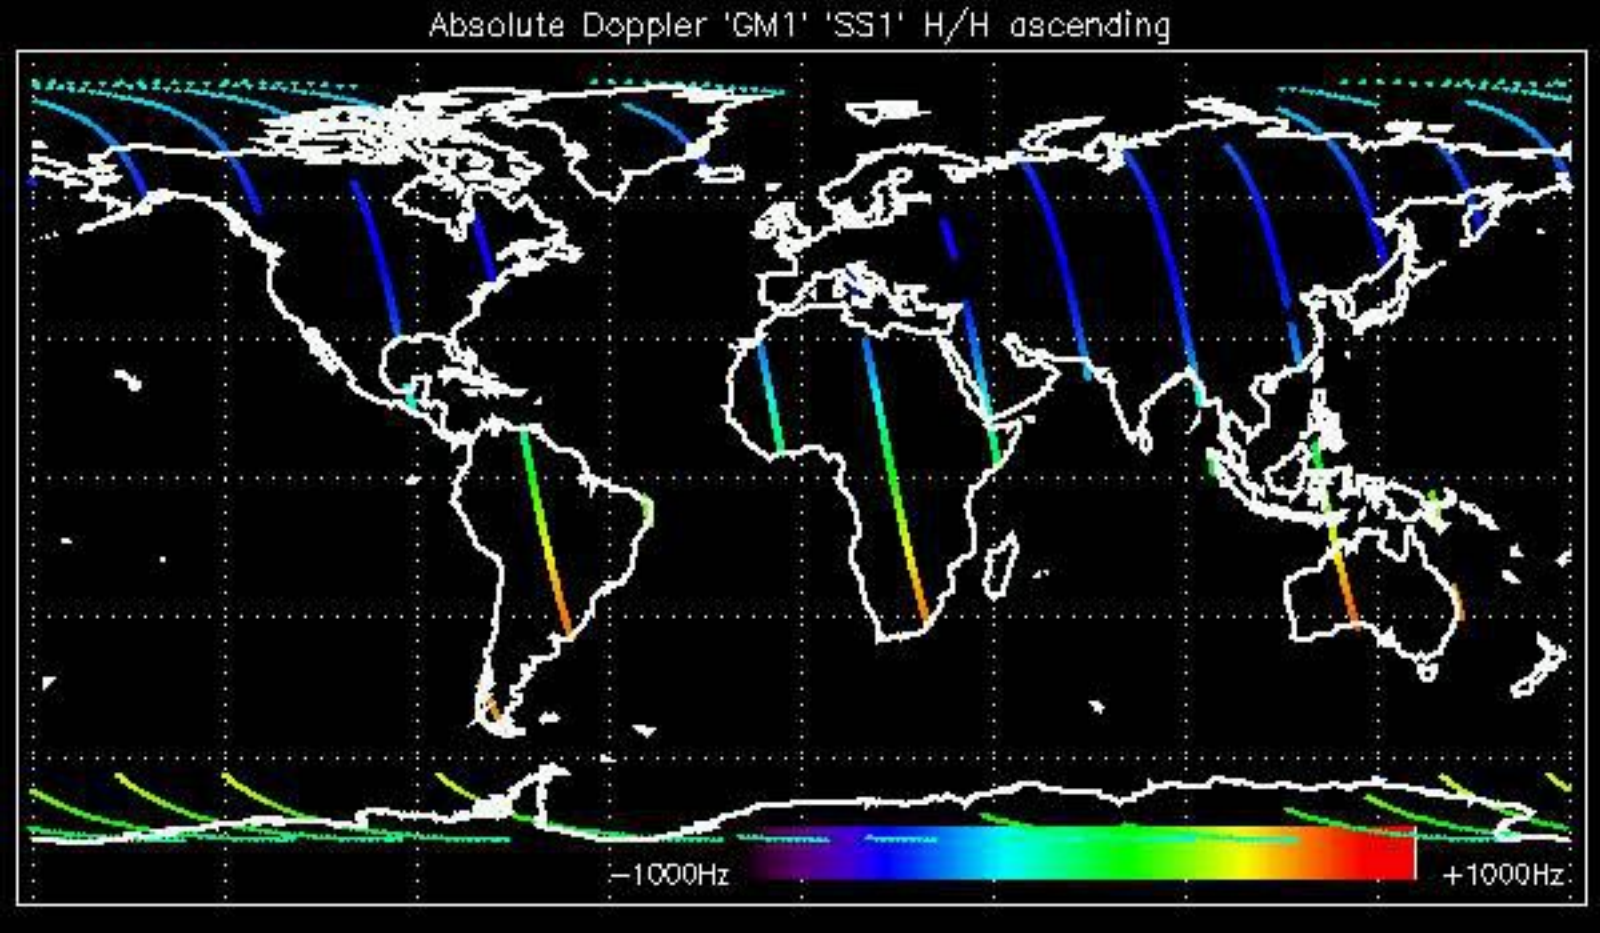 Absolute Doppler 'GM1' 'SS1' H/H ascending
−1000Hz
+1000Hz